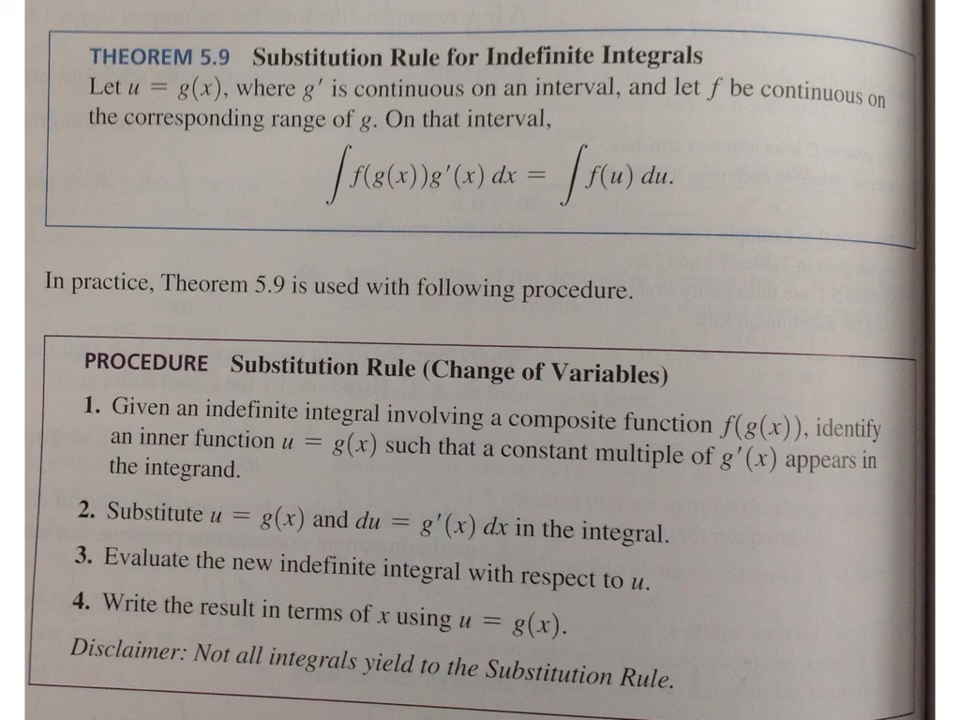 THEOREM 5.9 Substitution Rule for Indefinite Integrals
Let u = g(x), where g′ is continuous on an interval, and let f be continuous on
the corresponding range of g. On that interval,
∫ f(g(x))g′(x) dx = ∫ f(u) du.
In practice, Theorem 5.9 is used with following procedure.
PROCEDURE Substitution Rule (Change of Variables)
1. Given an indefinite integral involving a composite function f(g(x)), identify
an inner function u = g(x) such that a constant multiple of g′(x) appears in
the integrand.
2. Substitute u = g(x) and du = g′(x) dx in the integral.
3. Evaluate the new indefinite integral with respect to u.
4. Write the result in terms of x using u = g(x).
Disclaimer: Not all integrals yield to the Substitution Rule.